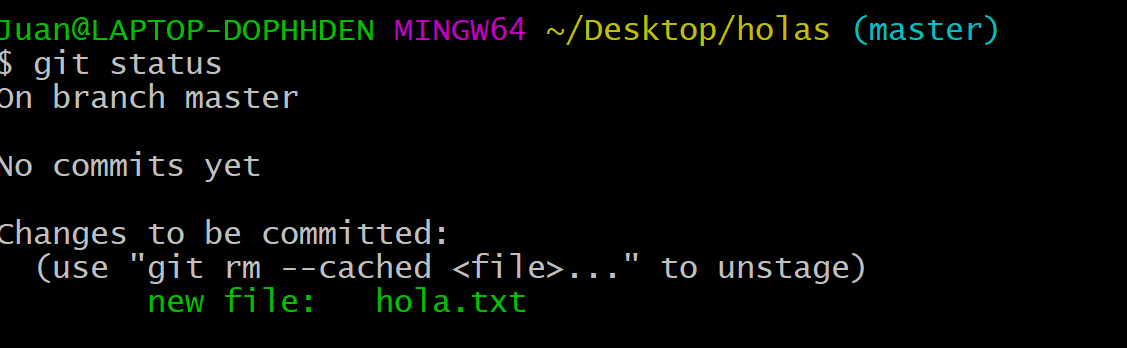 Juan@LAPTOP-DOPHHDEN MINGW64 ~/Desktop/holas (master)
$ git status
On branch master
No commits yet
Changes to be committed:
(use "git rm --cached <file>..." to unstage)
new file: hola.txt